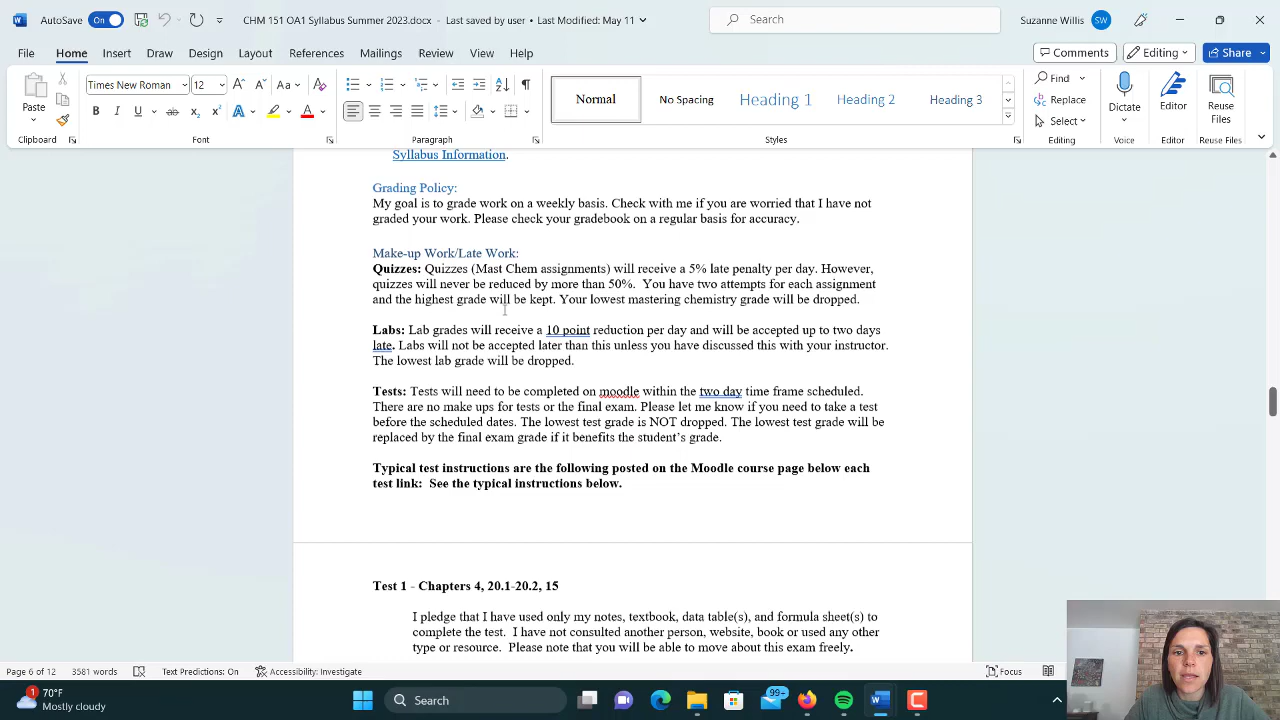 AutoSave On CHM 151 OA1 Syllabus Summer 2023.docx - Last saved by user • Last Modified: May 11 Search Suzanne Willis SW
File Home Insert Draw Design Layout References Mailings Review View Help Comments Editing Share
Paste Times New Roman 12 Aa Normal No Spacing Heading 1 Heading 2 Heading 3 Find Replace Select Dictate Editor Reuse Files
Clipboard Font Paragraph Styles Editing Voice Editor Reuse Files
Syllabus Information.
Grading Policy:
My goal is to grade work on a weekly basis. Check with me if you are worried that I have not
graded your work. Please check your gradebook on a regular basis for accuracy.
Make-up Work/Late Work:
Quizzes: Quizzes (Mast Chem assignments) will receive a 5% late penalty per day. However,
quizzes will never be reduced by more than 50%. You have two attempts for each assignment
and the highest grade will be kept. Your lowest mastering chemistry grade will be dropped.
Labs: Lab grades will receive a 10 point reduction per day and will be accepted up to two days
late. Labs will not be accepted later than this unless you have discussed this with your instructor.
The lowest lab grade will be dropped.
Tests: Tests will need to be completed on moodle within the two day time frame scheduled.
There are no make ups for tests or the final exam. Please let me know if you need to take a test
before the scheduled dates. The lowest test grade is NOT dropped. The lowest test grade will be
replaced by the final exam grade if it benefits the student's grade.
Typical test instructions are the following posted on the Moodle course page below each
test link: See the typical instructions below.
Test 1 - Chapters 4, 20.1-20.2, 15
I pledge that I have used only my notes, textbook, data table(s), and formula sheet(s) to
complete the test. I have not consulted another person, website, book or used any other
type or resource. Please note that you will be able to move about this exam freely.
Page 6 of 12 3581 words Text Predictions: On Accessibility: Investigate Focus
1 70°F Mostly cloudy Search 99+